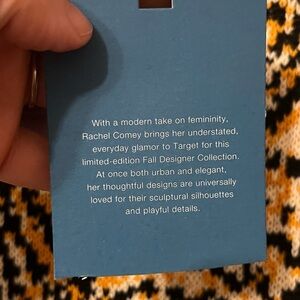 With a modern take on femininity,
Rachel Comey brings her understated,
everyday glamor to Target for this
limited-edition Fall Designer Collection.
At once both urban and elegant,
her thoughtful designs are universally
loved for their sculptural silhouettes
and playful details.